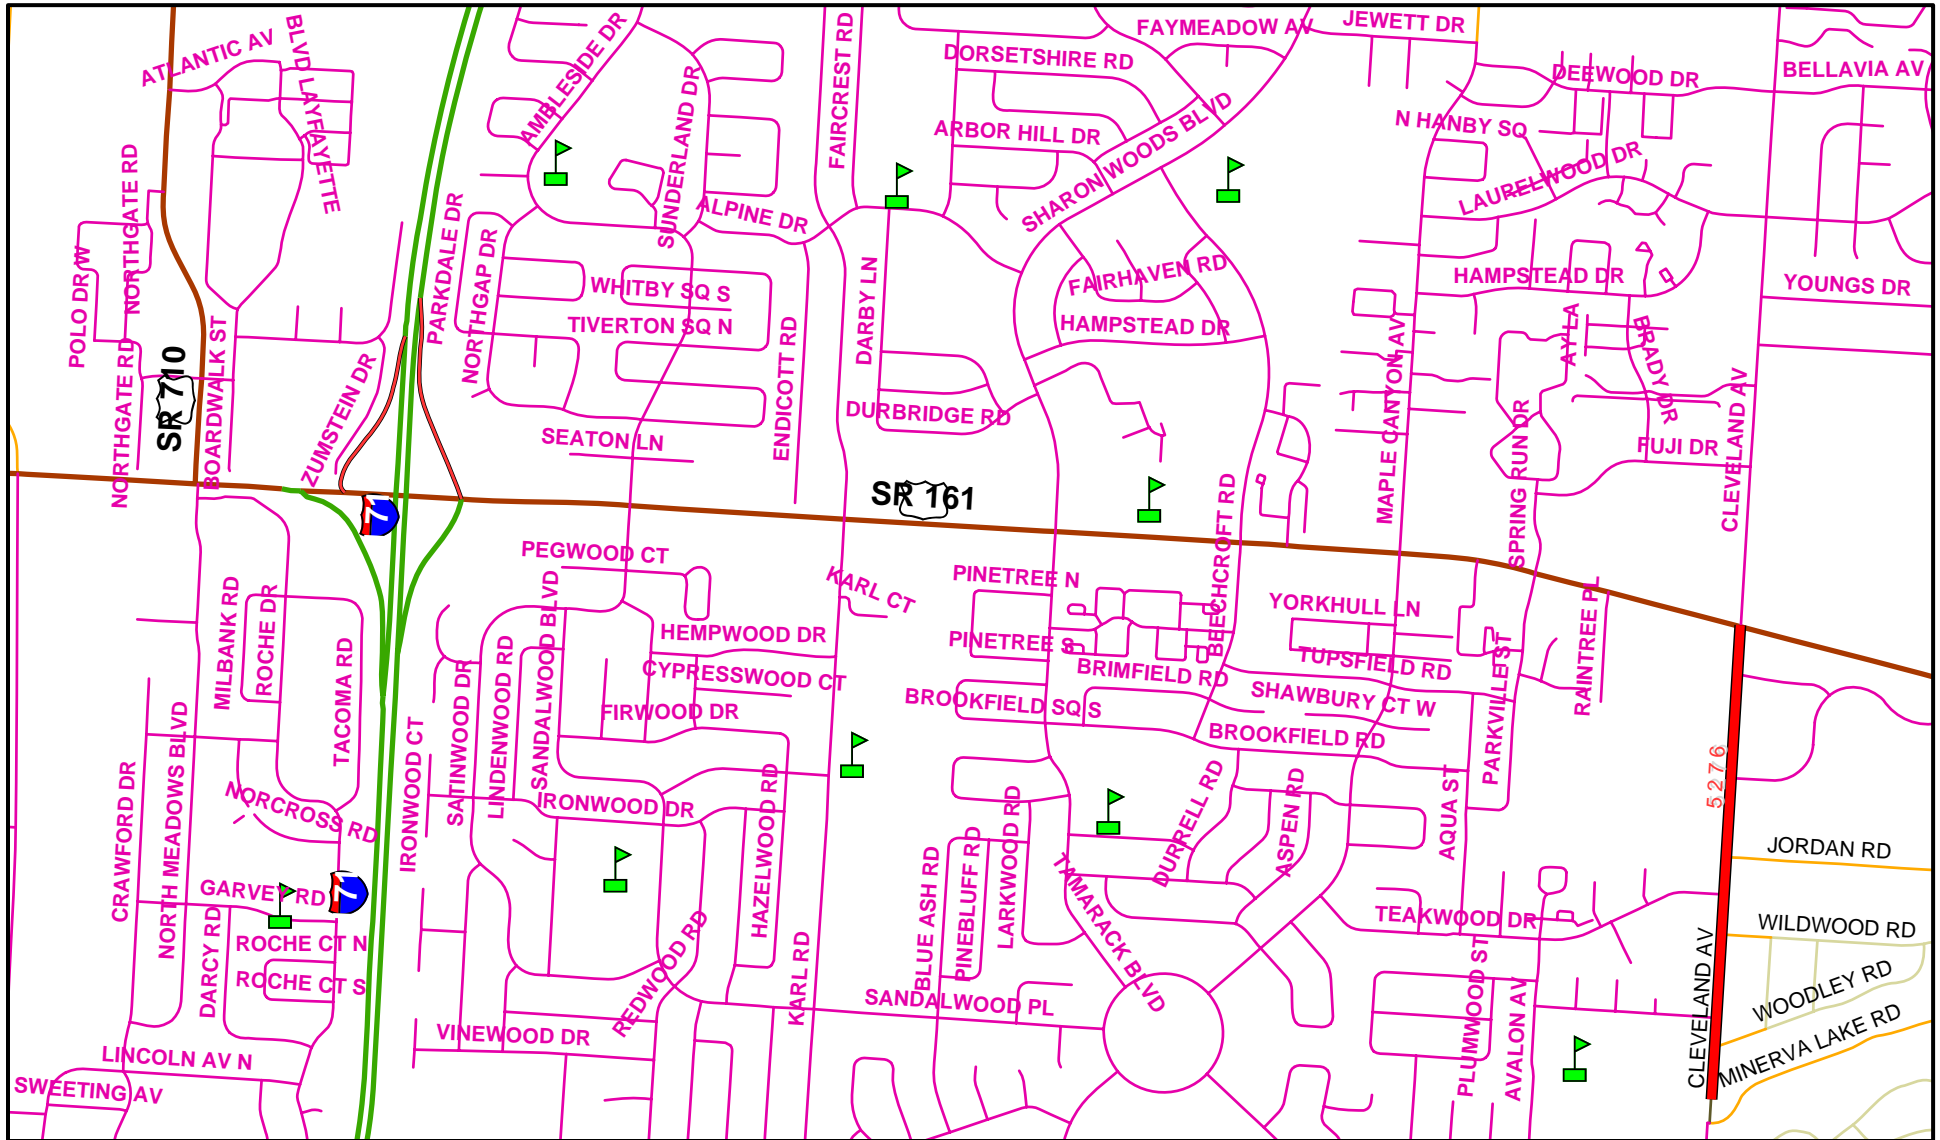 ATLANTIC AV
BLVD LAYFAYETTE
AMBLESIDE DR
SUNDERLAND DR
FAIRCREST RD
DORSETSHIRE RD
FAYMEADOW AV
JEWETT DR
DEEWOOD DR
BELLAVIA AV
ARBOR HILL DR
SHARON WOODS BLVD
N HANBY SQ
LAURELWOOD DR
NORTHGATE RD
POLO DR W
PARKDALE DR
NORTHGAP DR
ALPINE DR
WHITBY SQ S
TIVERTON SQ N
DARBY LN
FAIRHAVEN RD
HAMPSTEAD DR
HAMPSTEAD DR
YOUNGS DR
AYLA
BRADY DR
NORTHGATE RD
SR 710
BOARDWALK ST
ZUMSTEIN DR
ENDICOTT RD
DURBRIDGE RD
SEATON LN
MAPLE CANYON AV
SPRING RUN DR
FUJI DR
CLEVELAND AV
SR 161
7
PEGWOOD CT
KARL CT
PINETREE N
BEECHCROFT RD
YORKHULL LN
RAINTREE PL
MILBANK RD
ROCHE DR
TACOMA RD
SANDALWOOD BLVD
HEMPWOOD DR
PINETREE S
BRIMFIELD RD
TUPSFIELD RD
PARKVILLE ST
CYPRESSWOOD CT
BROOKFIELD SQ S
SHAWBURY CT W
FIRWOOD DR
BROOKFIELD RD
CRAWFORD DR
NORTH MEADOWS BLVD
NORCROSS RD
IRONWOOD CT
SATINWOOD DR
LINDENWOOD RD
IRONWOOD DR
HAZELWOOD RD
DURRELL RD
ASPEN RD
AQUA ST
5276
JORDAN RD
GARVEY RD
7
BLUE ASH RD
PINEBLUFF RD
LARKWOOD RD
TAMARACK BLVD
TEAKWOOD DR
WILDWOOD RD
DARCY RD
ROCHE CT N
ROCHE CT S
REDWOOD RD
KARL RD
SANDALWOOD PL
PLUMWOOD ST
AVALON AV
CLEVELAND AV
WOODLEY RD
MINERVA LAKE RD
VINEWOOD DR
LINCOLN AV N
SWEETING AV